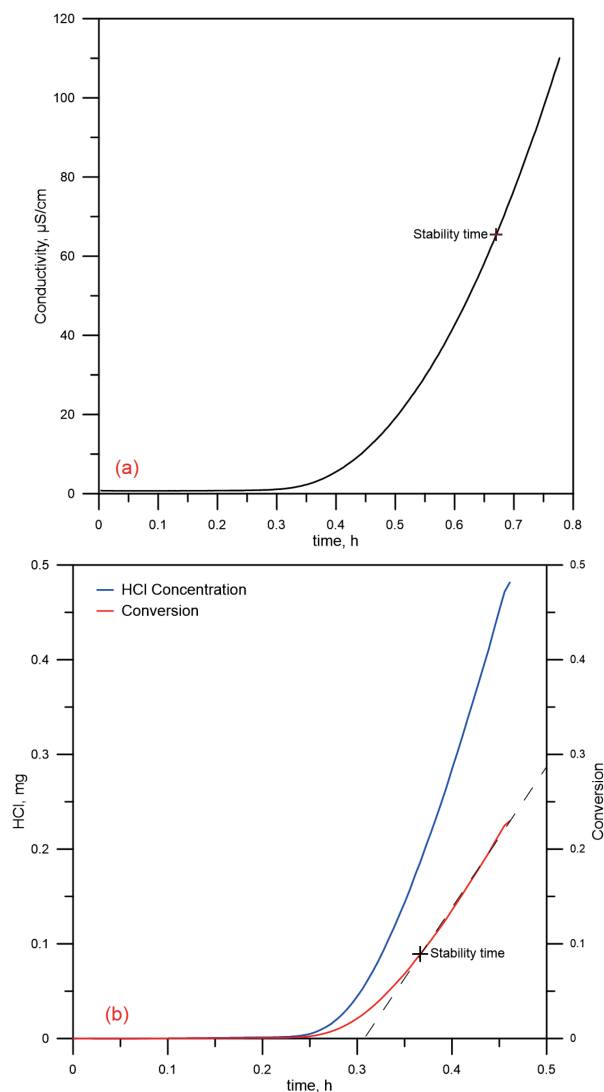 120
100
80
60
40
20
0
Conductivity, µS/cm
Stability time
(a)
0 0.1 0.2 0.3 0.4 0.5 0.6 0.7 0.8
time, h
0.5
0.4
0.3
0.2
0.1
0
HCl, mg
HCl Concentration
Conversion
0.5
0.4
0.3
0.2
0.1
0
Conversion
Stability time
(b)
0 0.1 0.2 0.3 0.4 0.5
time, h